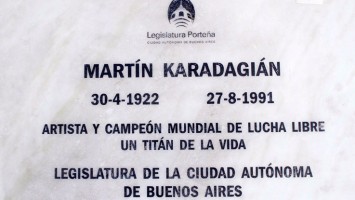 Legislatura Porteña
MARTÍN KARADAGIÁN
30-4-1922 27-8-1991
ARTISTA Y CAMPEÓN MUNDIAL DE LUCHA LIBRE
UN TITÁN DE LA VIDA
LEGISLATURA DE LA CIUDAD AUTÓNOMA
DE BUENOS AIRES